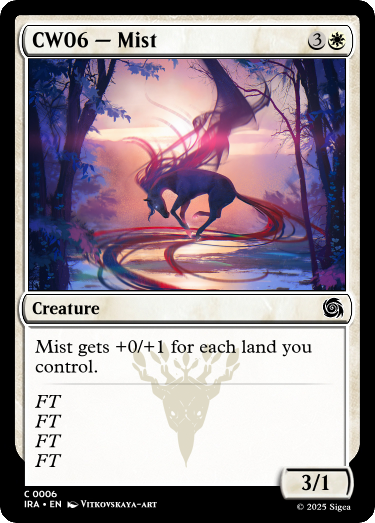 CW06 — Mist
3
Creature
Mist gets +0/+1 for each land you
control.
FT
FT
FT
FT
3/1
C 0006
IRA • EN VITKOVSKAYA-ART
© 2025 Sigea